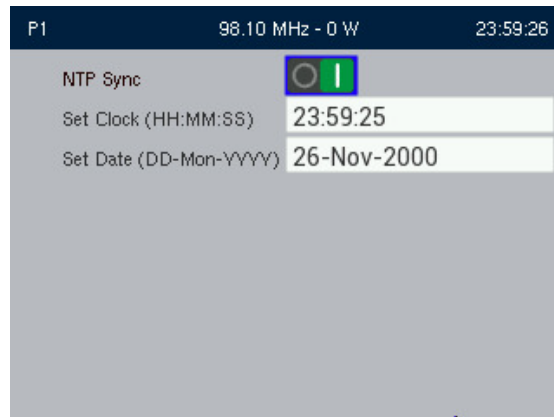 P1 98.10 MHz - 0 W 23:59:26
NTP Sync
Set Clock (HH:MM:SS) 23:59:25
Set Date (DD-Mon-YYYY) 26-Nov-2000